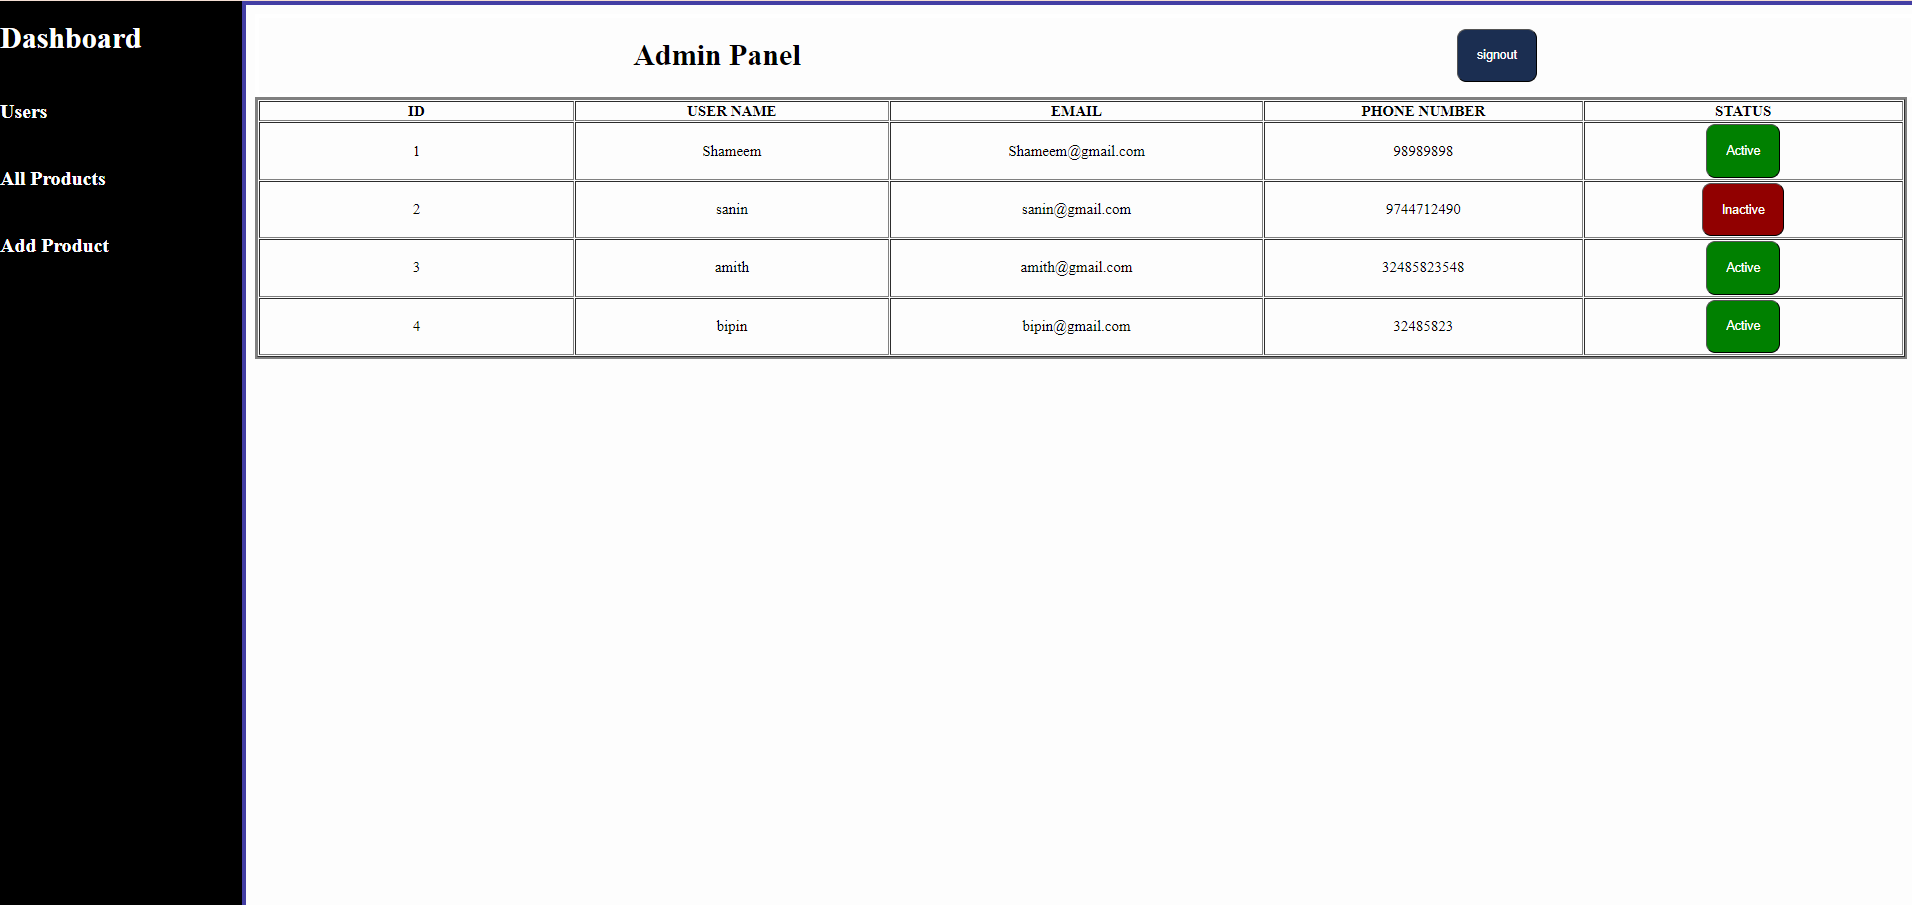 Dashboard
Users
All Products
Add Product
Admin Panel
signout
ID USER NAME EMAIL PHONE NUMBER STATUS
1 Shameem Shameem@gmail.com 98989898 Active
2 sanin sanin@gmail.com 9744712490 Inactive
3 amith amith@gmail.com 32485823548 Active
4 bipin bipin@gmail.com 32485823 Active